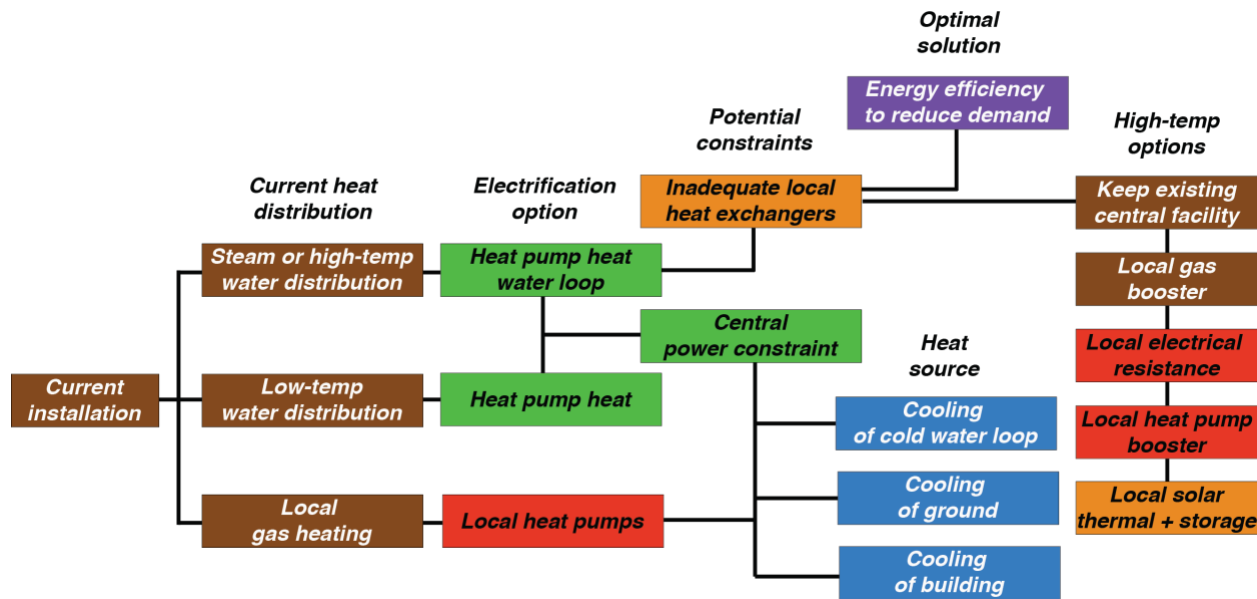 Optimal
solution
Energy efficiency
to reduce demand
Potential
constraints
High-temp
options
Current heat
distribution
Electrification
option
Inadequate local
heat exchangers
Keep existing
central facility
Steam or high-temp
water distribution
Heat pump heat
water loop
Local gas
booster
Central
power constraint
Heat
source
Local electrical
resistance
Current
installation
Low-temp
water distribution
Heat pump heat
Cooling
of cold water loop
Local heat pump
booster
Cooling
of ground
Local solar
thermal + storage
Local
gas heating
Local heat pumps
Cooling
of building